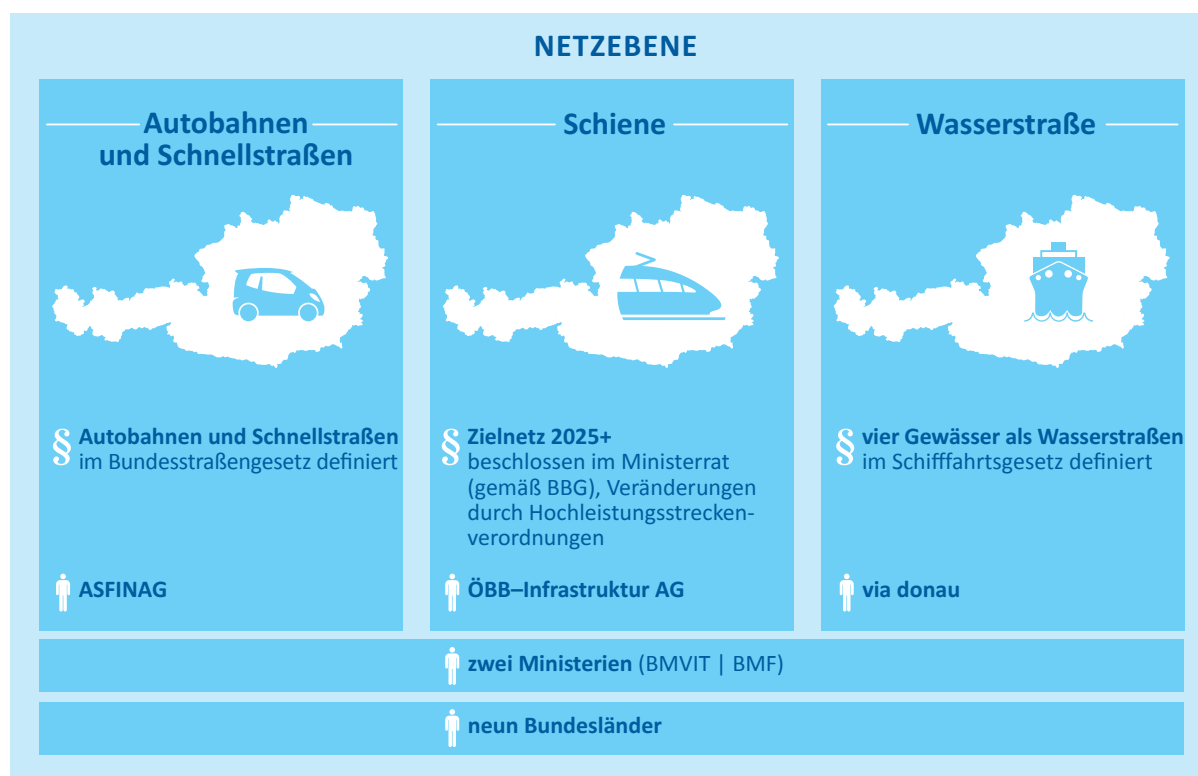 NETZEBENE
Autobahnen
und Schnellstraßen
§ Autobahnen und Schnellstraßen
im Bundesstraßengesetz definiert
ASFINAG
Schiene
§ Zielnetz 2025+
beschlossen im Ministerrat
(gemäß BBG), Veränderungen
durch Hochleistungsstrecken-
verordnungen
ÖBB–Infrastruktur AG
Wasserstraße
§ vier Gewässer als Wasserstraßen
im Schifffahrtsgesetz definiert
via donau
zwei Ministerien (BMVIT | BMF)
neun Bundesländer